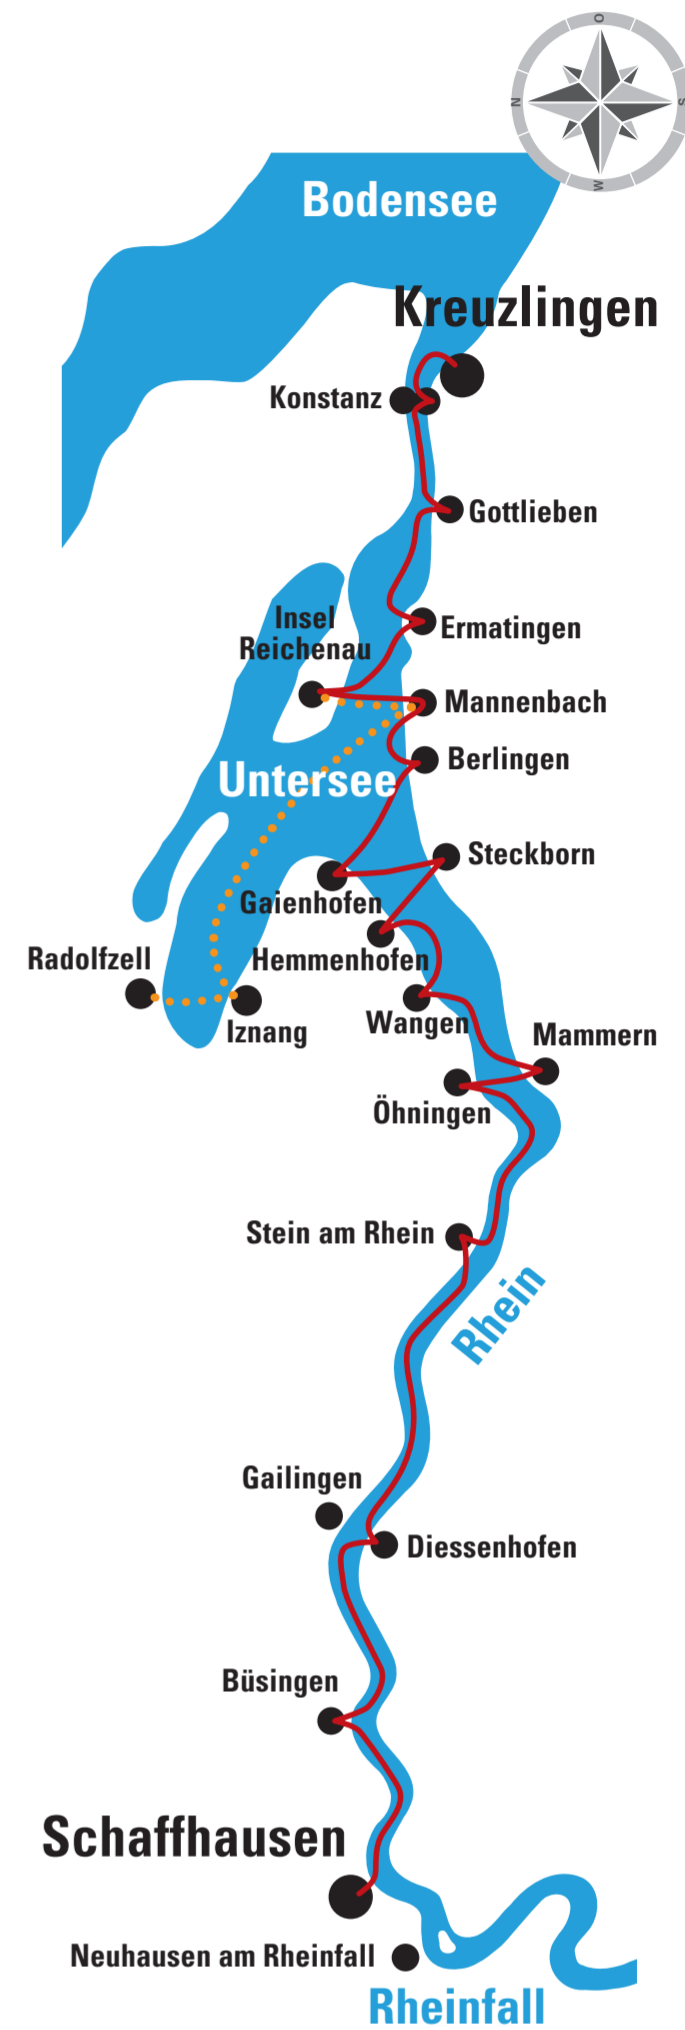 O
N
S
W
Bodensee
Kreuzlingen
Konstanz
Gottlieben
Insel
Reichenau
Ermatingen
Mannenbach
Berlingen
Untersee
Steckborn
Gaienhofen
Radolfzell
Hemmenhofen
Iznang
Wangen
Mammern
Öhningen
Stein am Rhein
Rhein
Gailingen
Diessenhofen
Büsingen
Schaffhausen
Neuhausen am Rheinfall
Rheinfall